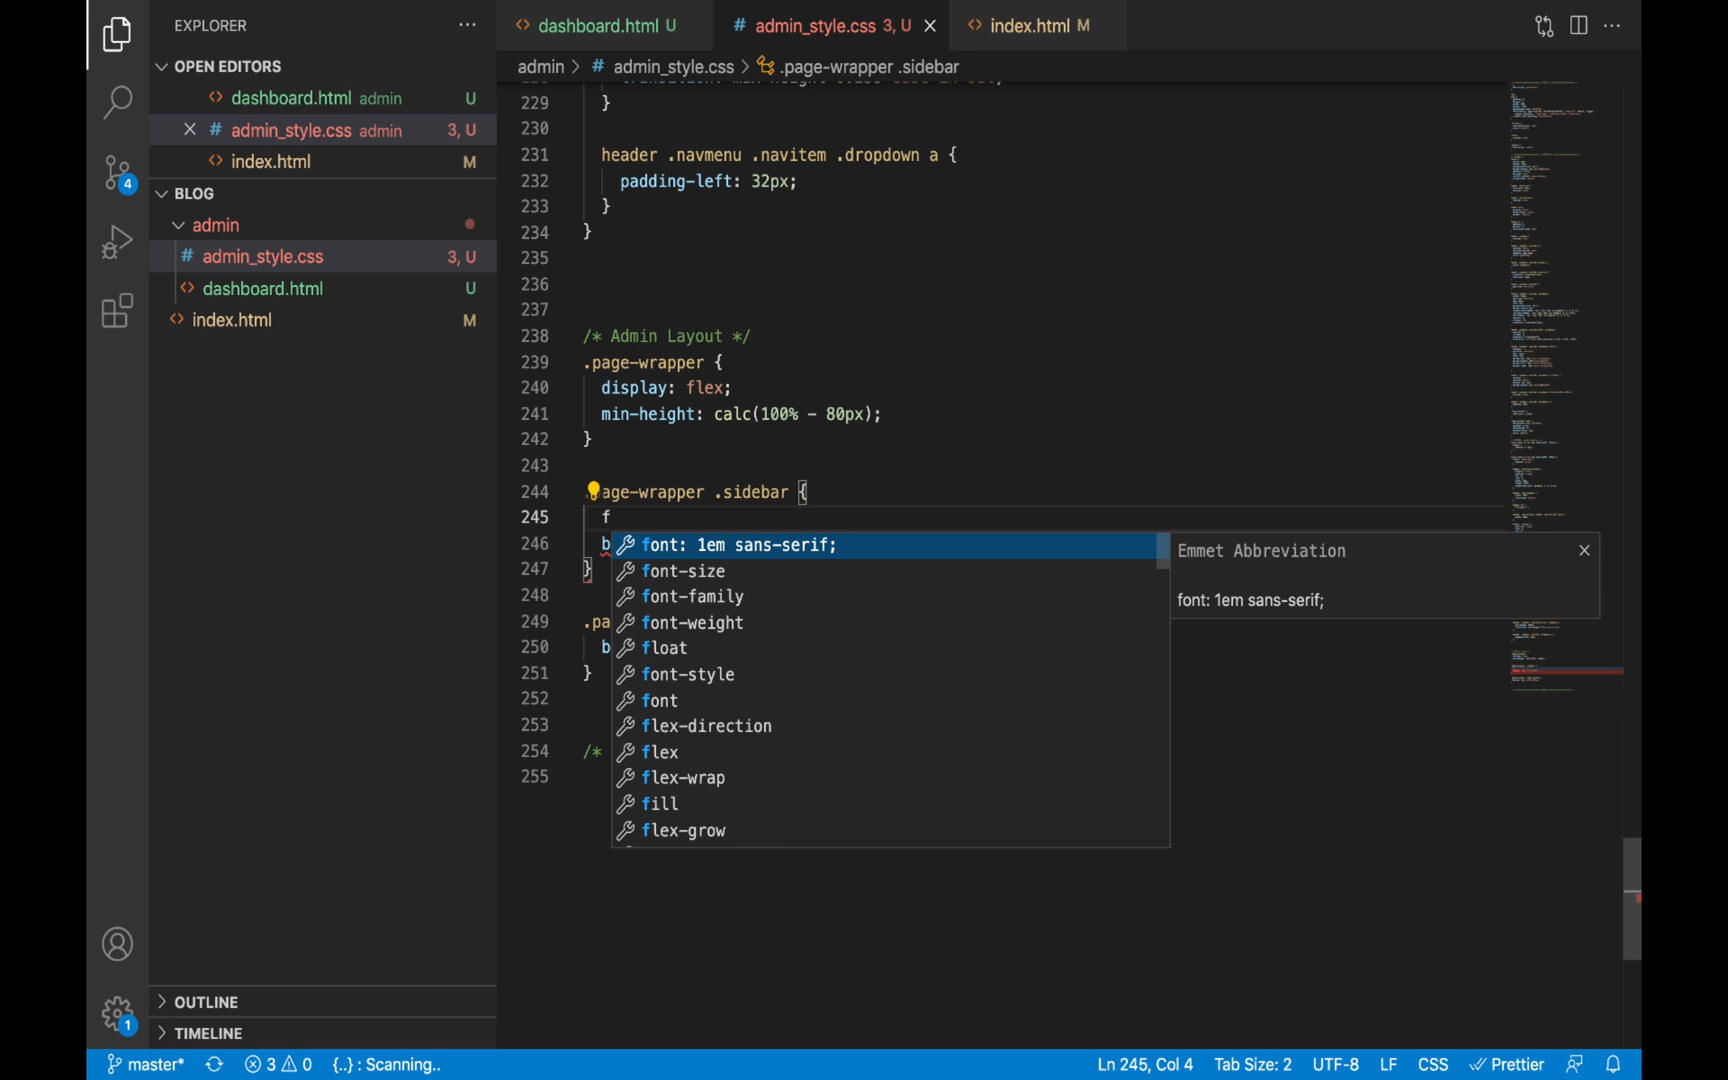 EXPLORER
dashboard.html U
admin_style.css 3, U
index.html M
OPEN EDITORS
dashboard.html admin U
admin_style.css admin 3, U
index.html M
BLOG
admin
admin_style.css 3, U
dashboard.html U
index.html M
4
admin > # admin_style.css > .page-wrapper .sidebar
229 }
230
231 header .navmenu .navitem .dropdown a {
232 padding-left: 32px;
233 }
234 }
235
236
237
238 /* Admin Layout */
239 .page-wrapper {
240 display: flex;
241 min-height: calc(100% - 80px);
242 }
243
244 age-wrapper .sidebar {
245 f
246 b
247 }
248
249 .pa
250 b
251 }
252
253
254 /*
255
font: 1em sans-serif;
font-size
font-family
font-weight
float
font-style
font
flex-direction
flex
flex-wrap
fill
flex-grow
Emmet Abbreviation
font: 1em sans-serif;
OUTLINE
TIMELINE
1
master* 3 0 {..} : Scanning..
Ln 245, Col 4 Tab Size: 2 UTF-8 LF CSS Prettier